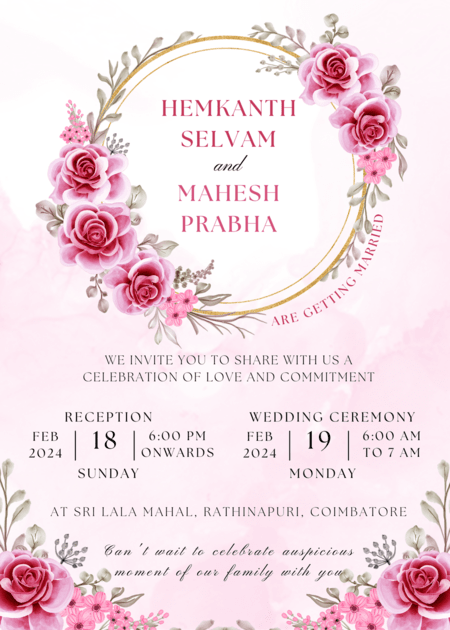 HEMKANTH
SELVAM
and
MAHESH
PRABHA
ARE GETTING MARRIED
WE INVITE YOU TO SHARE WITH US A
CELEBRATION OF LOVE AND COMMITMENT
RECEPTION
FEB 2024 | 18 | 6:00 PM ONWARDS
SUNDAY
WEDDING CEREMONY
FEB 2024 | 19 | 6:00 AM TO 7 AM
MONDAY
AT SRI LALA MAHAL, RATHINAPURI, COIMBATORE
Can't wait to celebrate auspicious
moment of our family with you